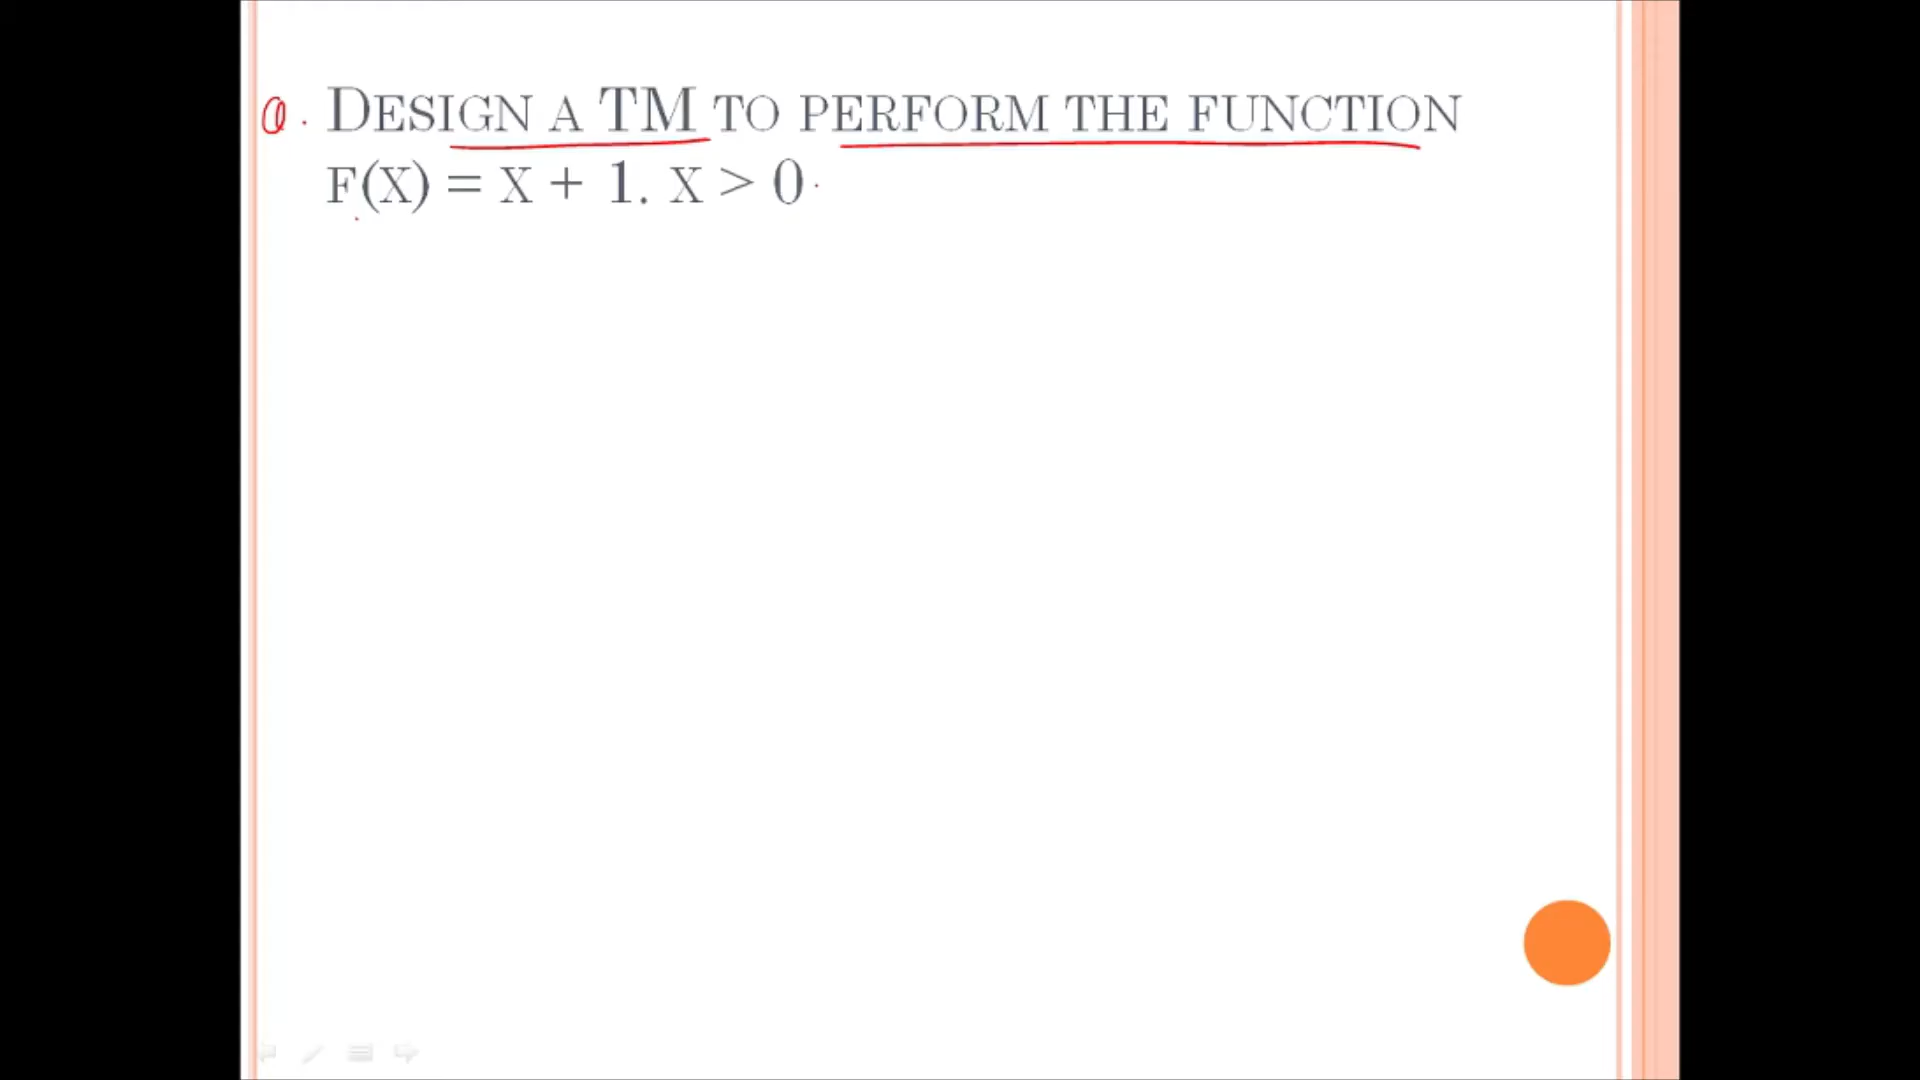 Q. DESIGN A TM TO PERFORM THE FUNCTION
F(X) = X + 1. X > 0